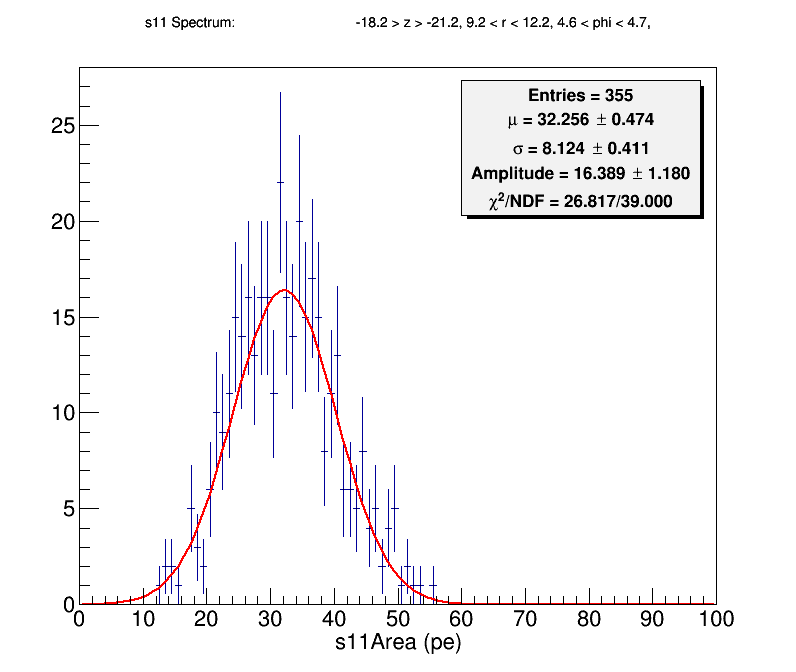 s11 Spectrum: -18.2 > z > -21.2, 9.2 < r < 12.2, 4.6 < phi < 4.7,
Entries = 355
μ = 32.256 ± 0.474
σ = 8.124 ± 0.411
Amplitude = 16.389 ± 1.180
χ²/NDF = 26.817/39.000
25
20
15
10
5
0
0 10 20 30 40 50 60 70 80 90 100
s11Area (pe)